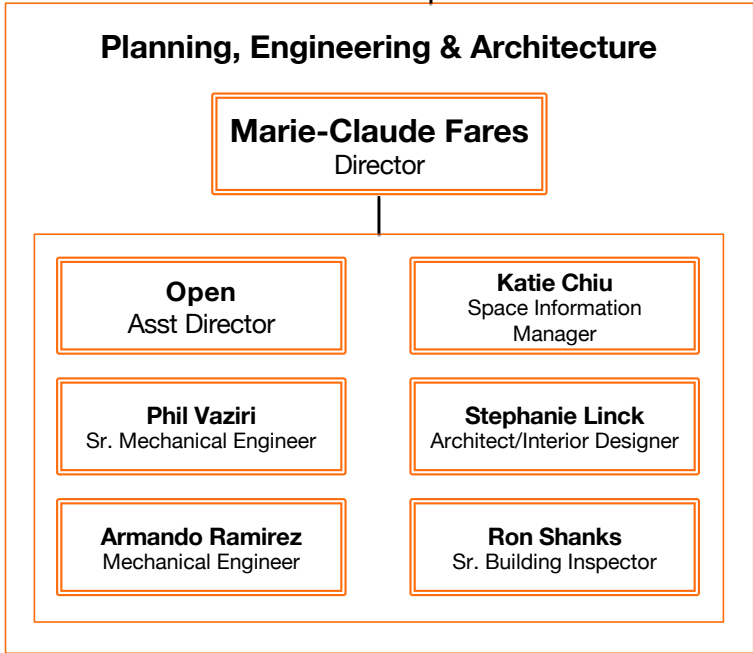 Planning, Engineering & Architecture
Marie-Claude Fares
Director
Open
Asst Director
Katie Chiu
Space Information
Manager
Phil Vaziri
Sr. Mechanical Engineer
Stephanie Linck
Architect/Interior Designer
Armando Ramirez
Mechanical Engineer
Ron Shanks
Sr. Building Inspector